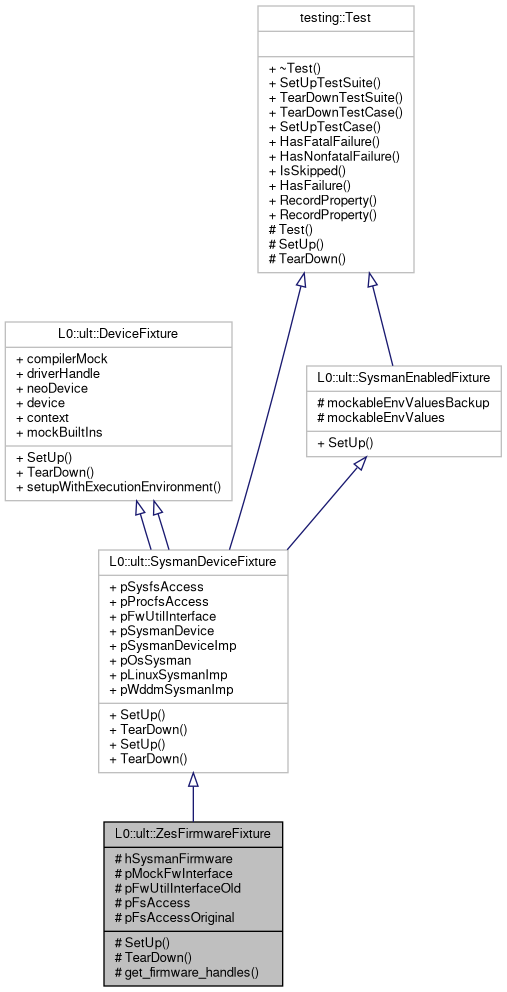 testing::Test
+ ~Test()
+ SetUpTestSuite()
+ TearDownTestSuite()
+ TearDownTestCase()
+ SetUpTestCase()
+ HasFatalFailure()
+ HasNonfatalFailure()
+ IsSkipped()
+ HasFailure()
+ RecordProperty()
+ RecordProperty()
# Test()
# SetUp()
# TearDown()
L0::ult::DeviceFixture
+ compilerMock
+ driverHandle
+ neoDevice
+ device
+ context
+ mockBuiltIns
+ SetUp()
+ TearDown()
+ setupWithExecutionEnvironment()
L0::ult::SysmanEnabledFixture
# mockableEnvValuesBackup
# mockableEnvValues
+ SetUp()
L0::ult::SysmanDeviceFixture
+ pSysfsAccess
+ pProcfsAccess
+ pFwUtilInterface
+ pSysmanDevice
+ pSysmanDeviceImp
+ pOsSysman
+ pLinuxSysmanImp
+ pWddmSysmanImp
+ SetUp()
+ TearDown()
+ SetUp()
+ TearDown()
L0::ult::ZesFirmwareFixture
# hSysmanFirmware
# pMockFwInterface
# pFwUtilInterfaceOld
# pFsAccess
# pFsAccessOriginal
# SetUp()
# TearDown()
# get_firmware_handles()